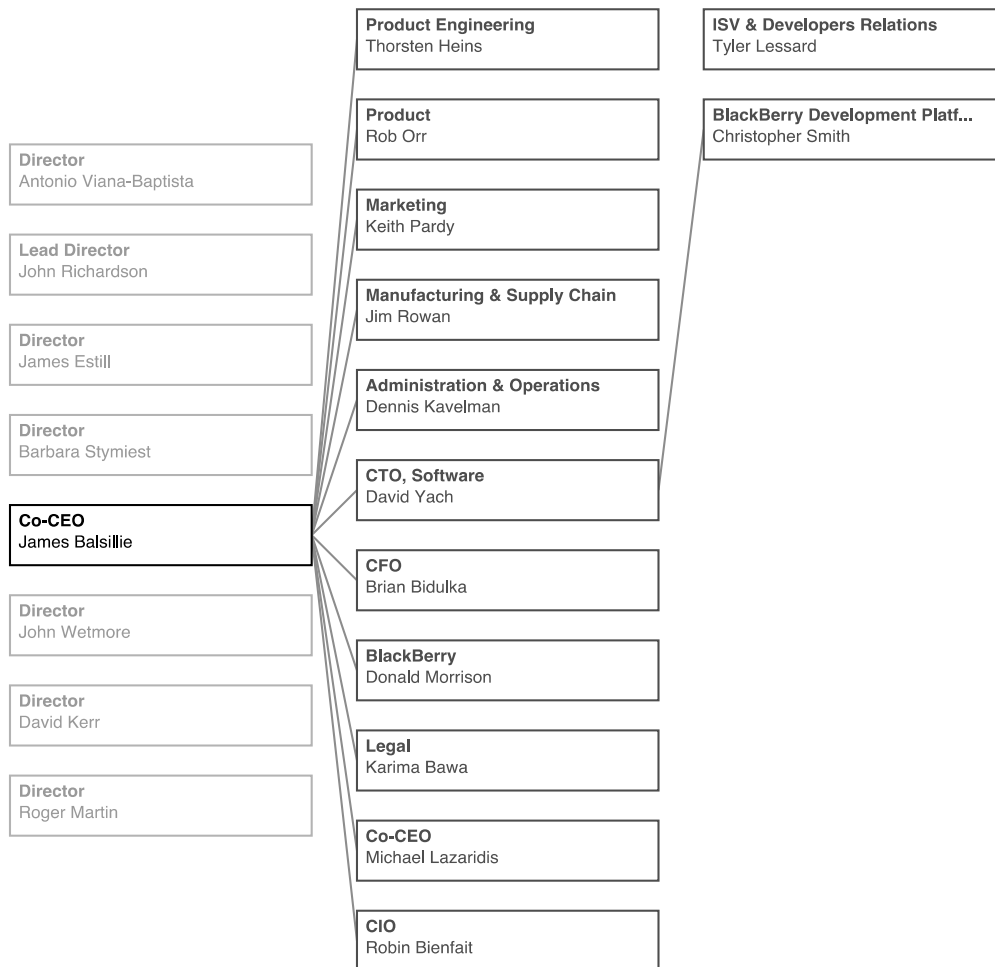 Director
Antonio Viana-Baptista
Lead Director
John Richardson
Director
James Estill
Director
Barbara Stymiest
Co-CEO
James Balsillie
Director
John Wetmore
Director
David Kerr
Director
Roger Martin
Product Engineering
Thorsten Heins
Product
Rob Orr
Marketing
Keith Pardy
Manufacturing & Supply Chain
Jim Rowan
Administration & Operations
Dennis Kavelman
CTO, Software
David Yach
CFO
Brian Bidulka
BlackBerry
Donald Morrison
Legal
Karima Bawa
Co-CEO
Michael Lazaridis
CIO
Robin Bienfait
ISV & Developers Relations
Tyler Lessard
BlackBerry Development Platf...
Christopher Smith